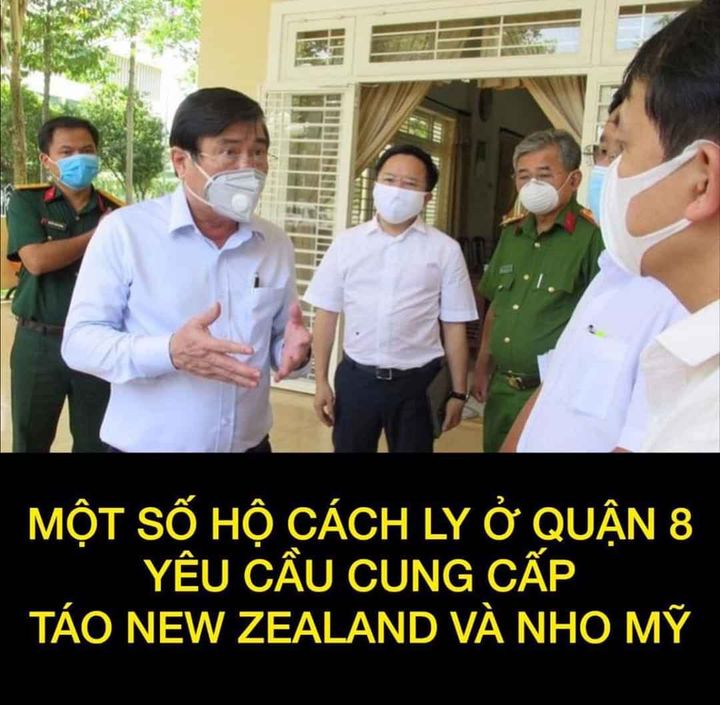 MỘT SỐ HỘ CÁCH LY Ở QUẬN 8
YÊU CẦU CUNG CẤP
TÁO NEW ZEALAND VÀ NHO MỸ